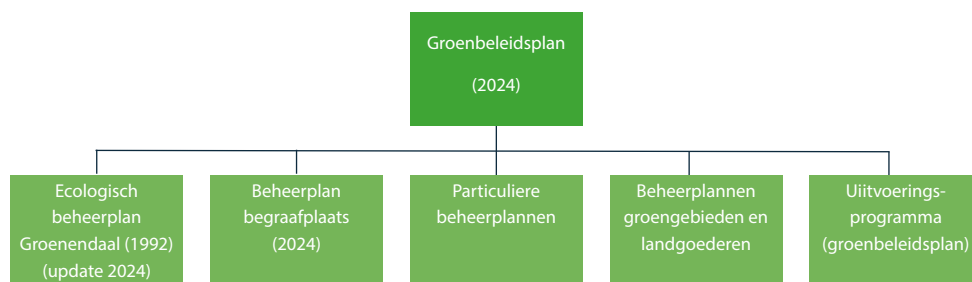 Groenbeleidsplan
(2024)
Ecologisch
beheerplan
Groenendaal (1992)
(update 2024)
Beheerplan
begraafplaats
(2024)
Particuliere
beheerplannen
Beheerplannen
groengebieden en
landgoederen
Uiitvoerings-
programma
(groenbeleidsplan)